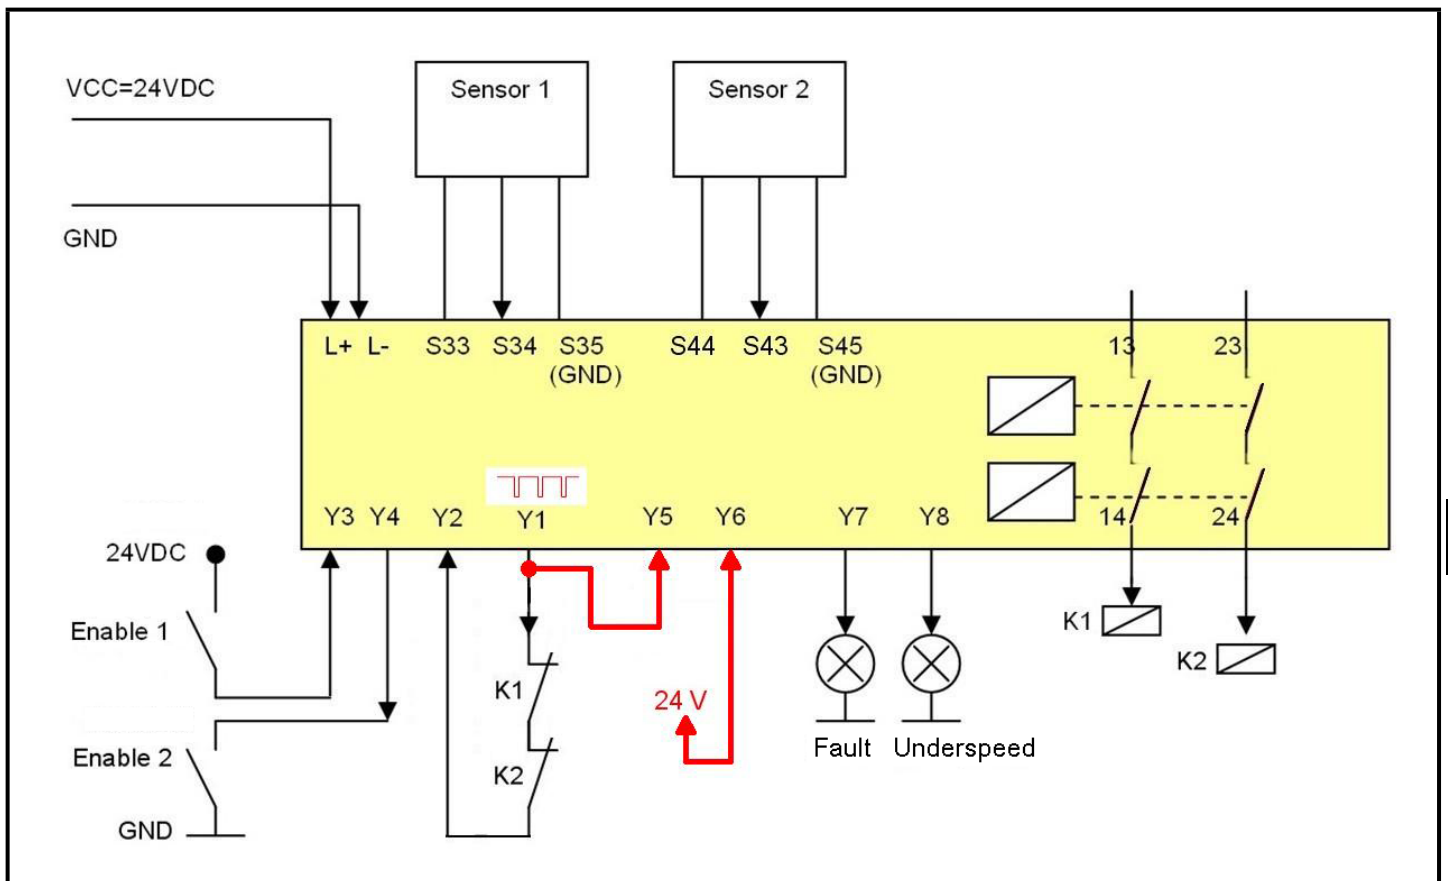 VCC=24VDC
Sensor 1
Sensor 2
GND
L+ L- S33 S34 S35 S44 S43 S45 13 23
(GND) (GND)
Y3 Y4 Y2 Y1 Y5 Y6 Y7 Y8 14 24
24VDC
Enable 1
K1
K2
K1
24 V
Fault Underspeed
Enable 2
K2
GND